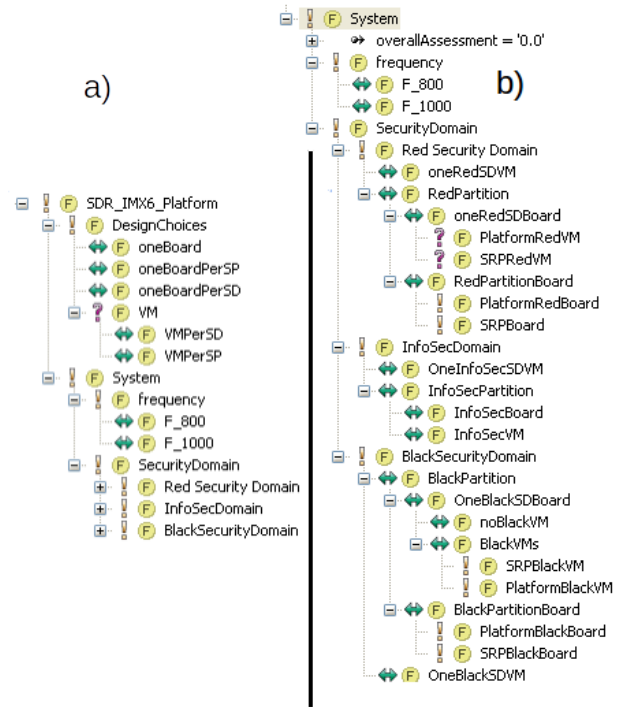 a)
SDR_IMX6_Platform
DesignChoices
oneBoard
oneBoardPerSP
oneBoardPerSD
VM
VMPerSD
VMPerSP
System
frequency
F_800
F_1000
SecurityDomain
Red Security Domain
InfoSecDomain
BlackSecurityDomain
b)
System
overallAssessment = '0.0'
frequency
F_800
F_1000
SecurityDomain
Red Security Domain
oneRedSDVM
RedPartition
oneRedSDBoard
PlatformRedVM
SRPRedVM
RedPartitionBoard
PlatformRedBoard
SRPBoard
InfoSecDomain
OneInfoSecSDVM
InfoSecPartition
InfoSecBoard
InfoSecVM
BlackSecurityDomain
BlackPartition
OneBlackSDBoard
noBlackVM
BlackVMs
SRPBlackVM
PlatformBlackVM
BlackPartitionBoard
PlatformBlackBoard
SRPBlackBoard
OneBlackSDVM